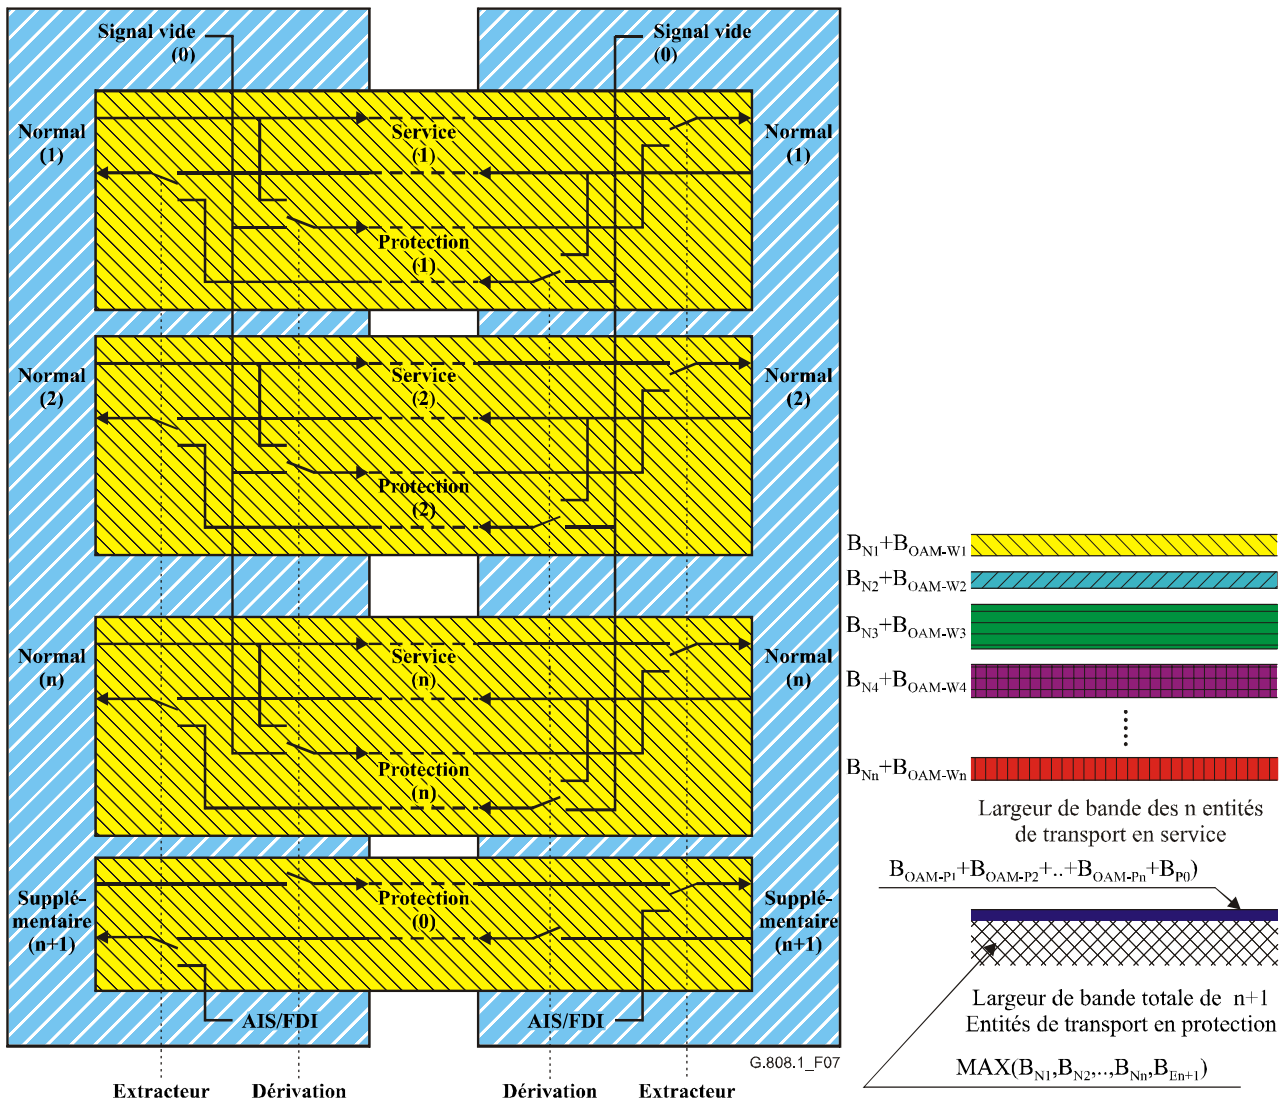 Signal vide
(0)
Signal vide
(0)
Normal
(1)
Service
(1)
Normal
(1)
Protection
(1)
Normal
(2)
Service
(2)
Normal
(2)
Protection
(2)
Normal
(n)
Service
(n)
Normal
(n)
Protection
(n)
Supplé-
mentaire
(n+1)
Protection
(0)
Supplé-
mentaire
(n+1)
AIS/FDI
AIS/FDI
G.808.1_F07
Extracteur
Dérivation
Dérivation
Extracteur
BN1+BOAM-W1
BN2+BOAM-W2
BN3+BOAM-W3
BN4+BOAM-W4
BNn+BOAM-Wn
Largeur de bande des n entités
de transport en service
BOAM-P1+BOAM-P2+..+BOAM-Pn+BP0)
Largeur de bande totale de n+1
Entités de transport en protection
MAX(BN1,BN2,..,BNn,BEn+1)